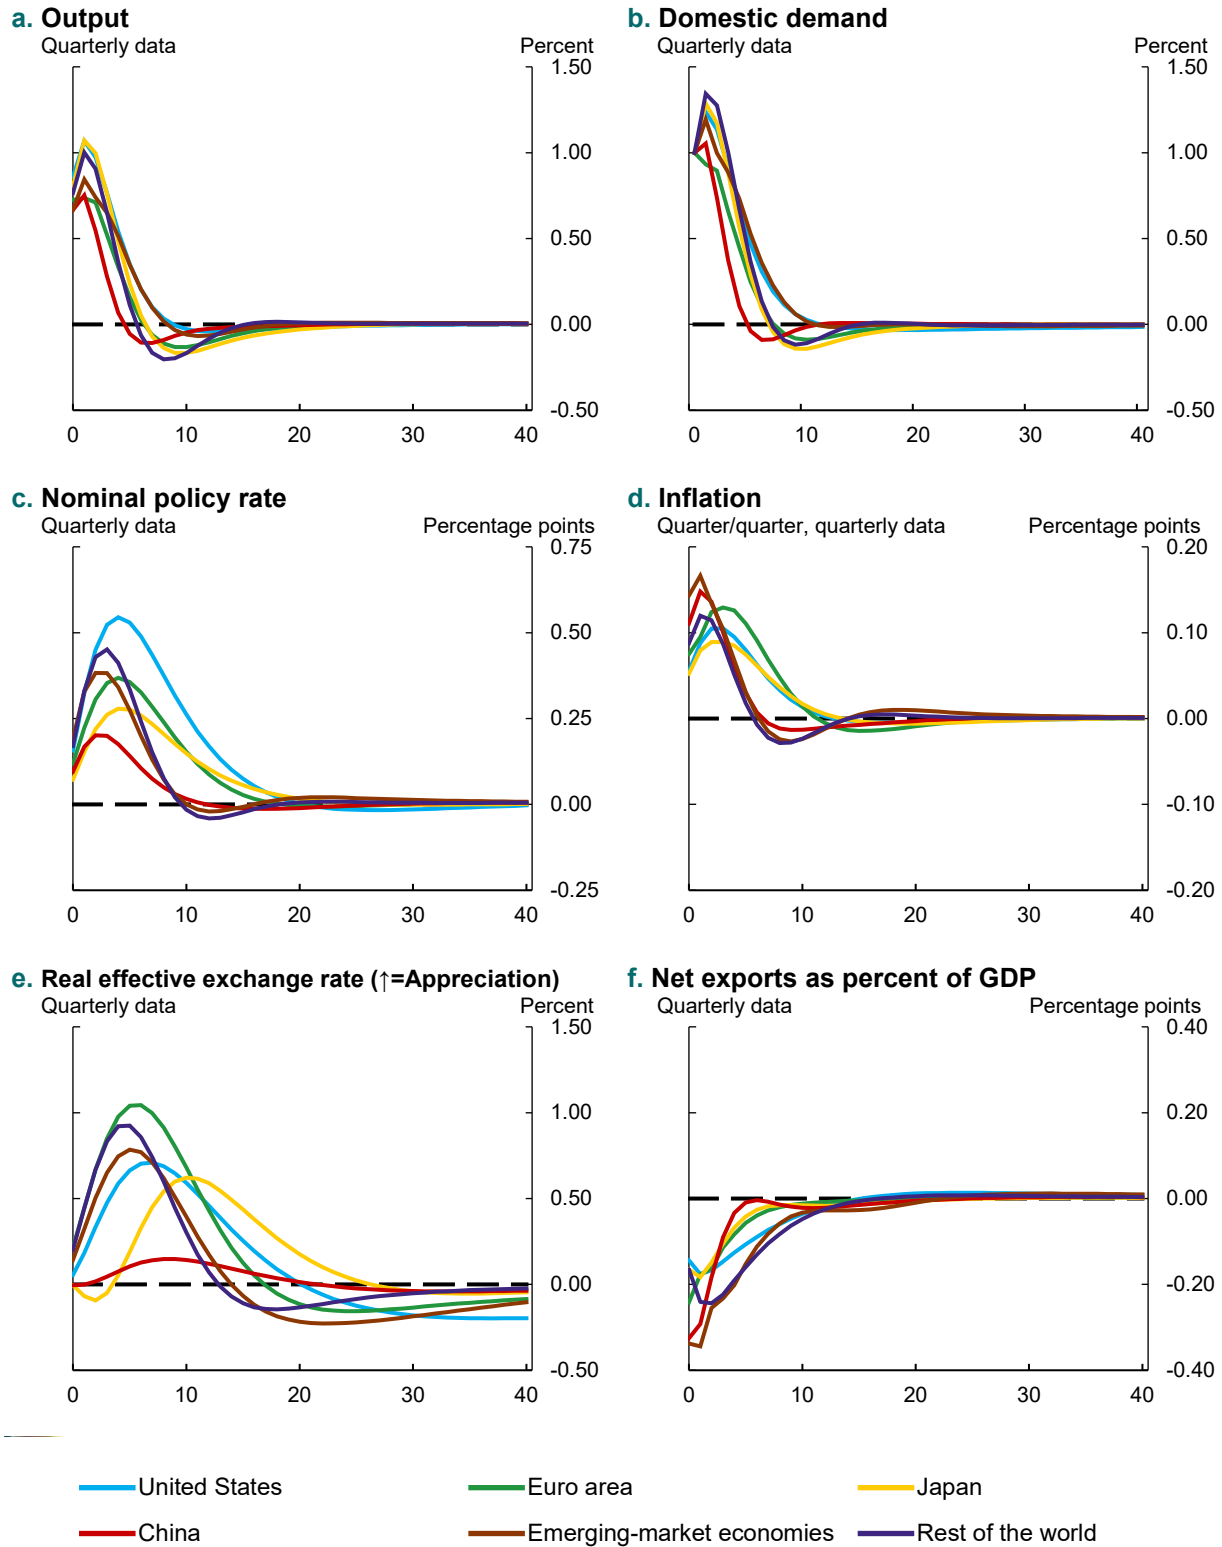 a. Output
Quarterly data Percent
1.50
1.00
0.50
0.00
-0.50
0 10 20 30 40
b. Domestic demand
Quarterly data Percent
1.50
1.00
0.50
0.00
-0.50
0 10 20 30 40
c. Nominal policy rate
Quarterly data Percentage points
0.75
0.50
0.25
0.00
-0.25
0 10 20 30 40
d. Inflation
Quarter/quarter, quarterly data Percentage points
0.20
0.10
0.00
-0.10
-0.20
0 10 20 30 40
e. Real effective exchange rate (↑=Appreciation)
Quarterly data Percent
1.50
1.00
0.50
0.00
-0.50
0 10 20 30 40
f. Net exports as percent of GDP
Quarterly data Percentage points
0.40
0.20
0.00
-0.20
-0.40
0 10 20 30 40
United States Euro area Japan
China Emerging-market economies Rest of the world